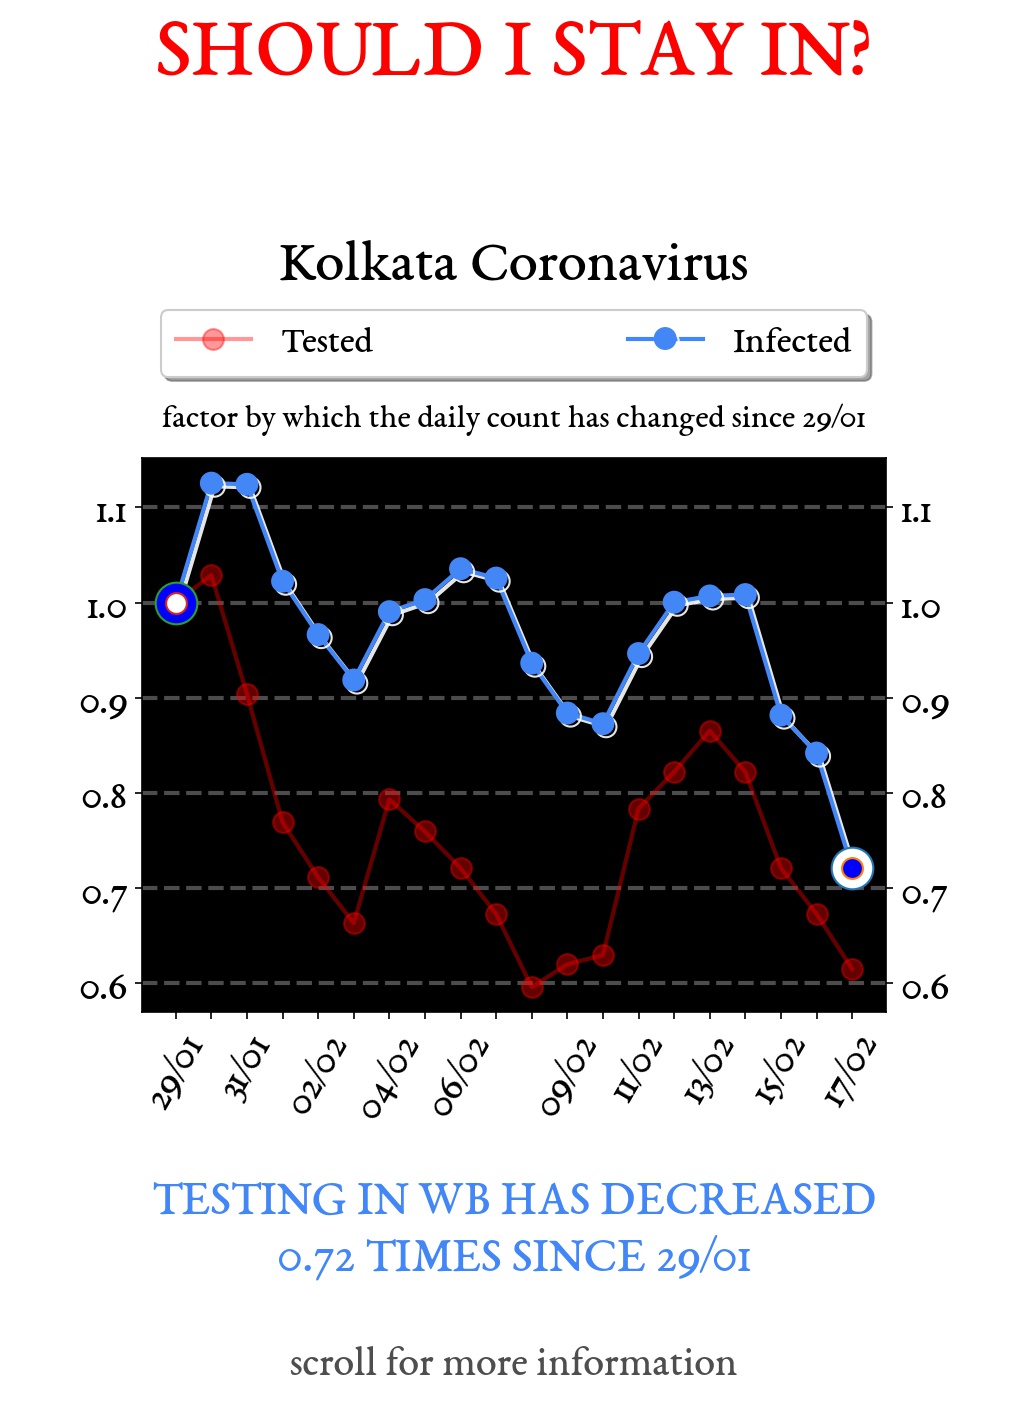 SHOULD I STAY IN?
Kolkata Coronavirus
Tested Infected
factor by which the daily count has changed since 29/01
1.1 1.1
1.0 1.0
0.9 0.9
0.8 0.8
0.7 0.7
0.6 0.6
29/01 31/01 02/02 04/02 06/02 09/02 11/02 13/02 15/02 17/02
TESTING IN WB HAS DECREASED
0.72 TIMES SINCE 29/01
scroll for more information